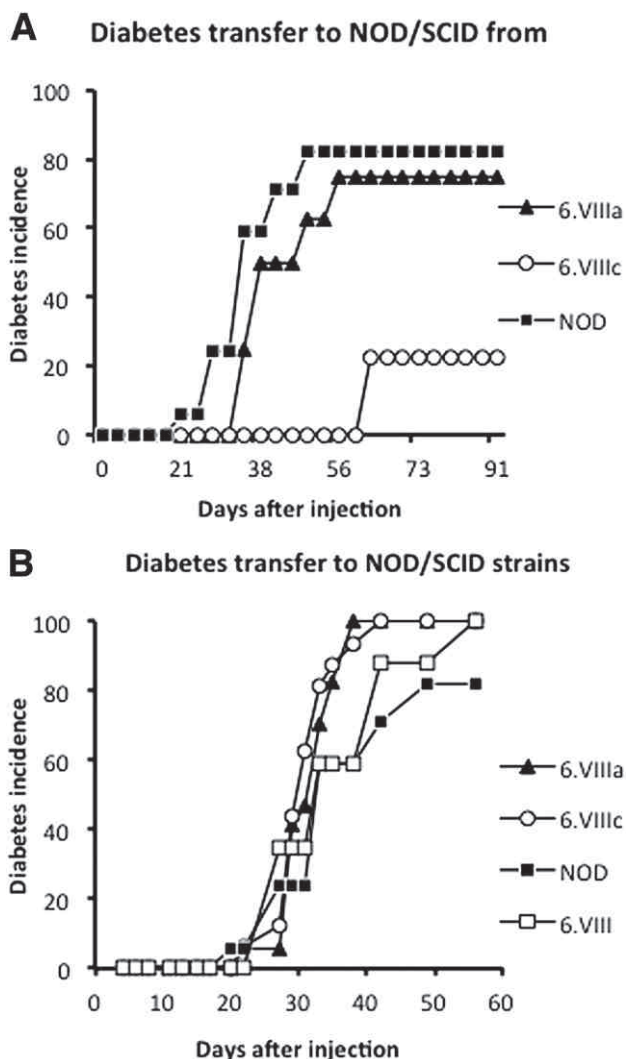 A Diabetes transfer to NOD/SCID from
100
80
60
40
20
0
Diabetes incidence
0 21 38 56 73 91
Days after injection
6.VIIIa
6.VIIIc
NOD
B Diabetes transfer to NOD/SCID strains
100
80
60
40
20
0
Diabetes incidence
0 10 20 30 40 50 60
Days after injection
6.VIIIa
6.VIIIc
NOD
6.VIII